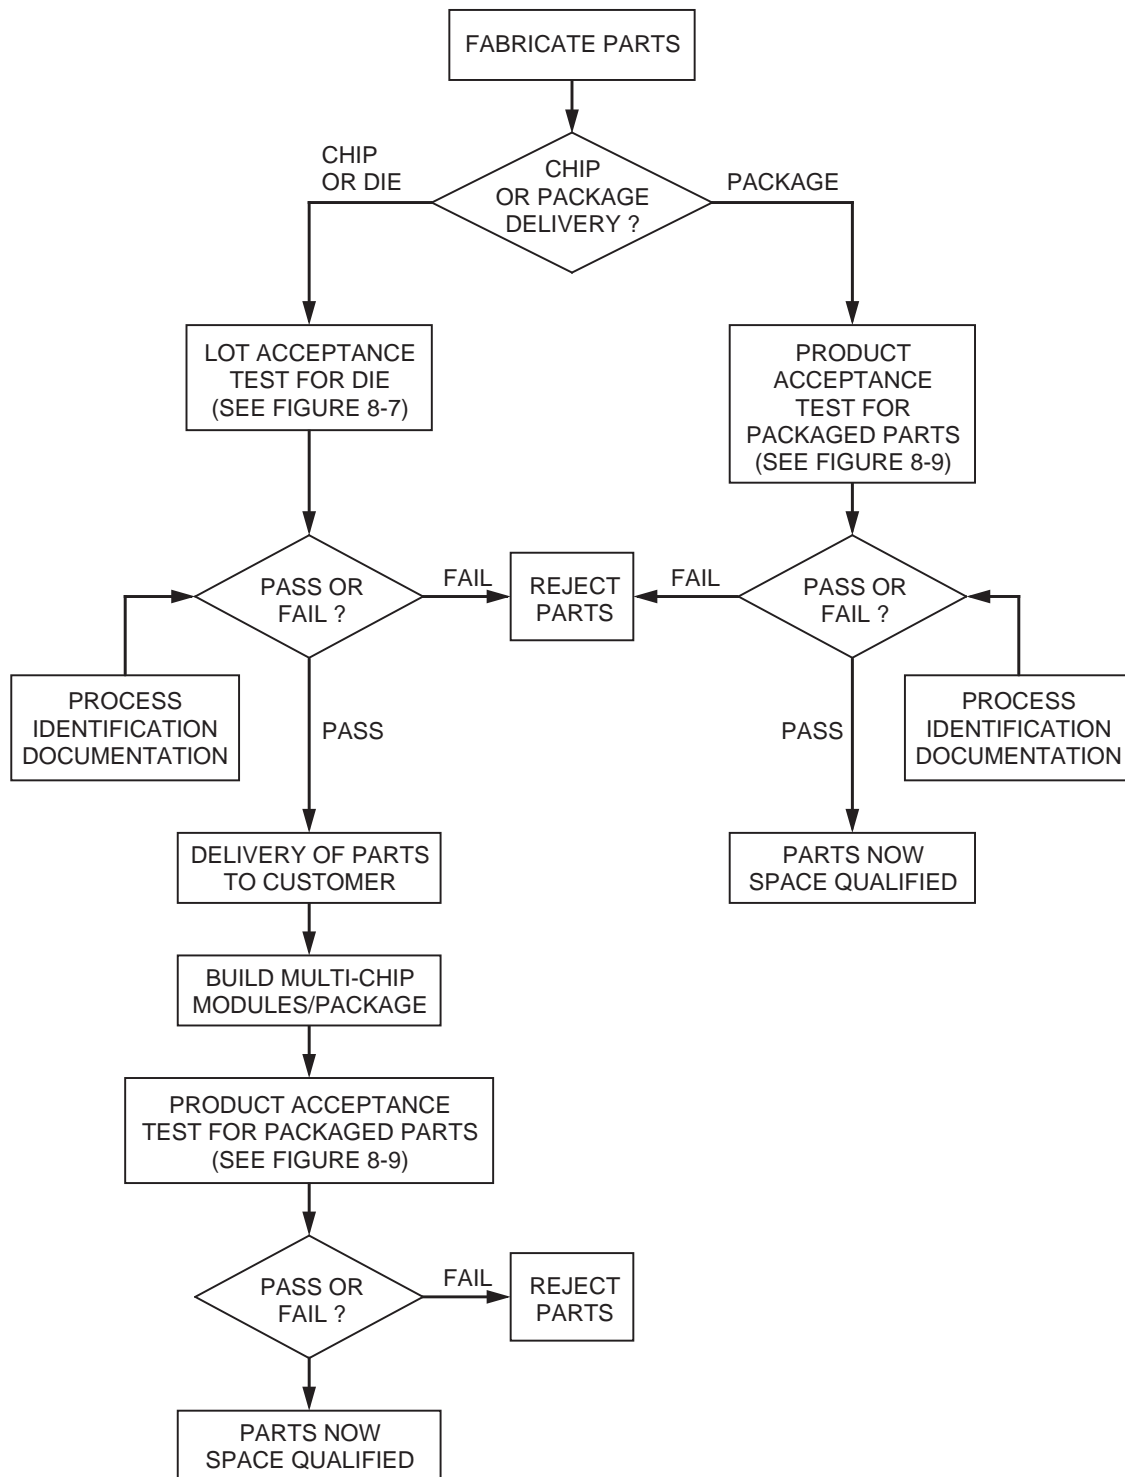 FABRICATE PARTS
CHIP
OR DIE
CHIP
OR PACKAGE
DELIVERY ?
PACKAGE
LOT ACCEPTANCE
TEST FOR DIE
(SEE FIGURE 8-7)
PRODUCT
ACCEPTANCE
TEST FOR
PACKAGED PARTS
(SEE FIGURE 8-9)
PASS OR
FAIL ?
FAIL
REJECT
PARTS
FAIL
PASS OR
FAIL ?
PROCESS
IDENTIFICATION
DOCUMENTATION
PASS
PASS
PROCESS
IDENTIFICATION
DOCUMENTATION
DELIVERY OF PARTS
TO CUSTOMER
PARTS NOW
SPACE QUALIFIED
BUILD MULTI-CHIP
MODULES/PACKAGE
PRODUCT ACCEPTANCE
TEST FOR PACKAGED PARTS
(SEE FIGURE 8-9)
PASS OR
FAIL ?
FAIL
REJECT
PARTS
PARTS NOW
SPACE QUALIFIED